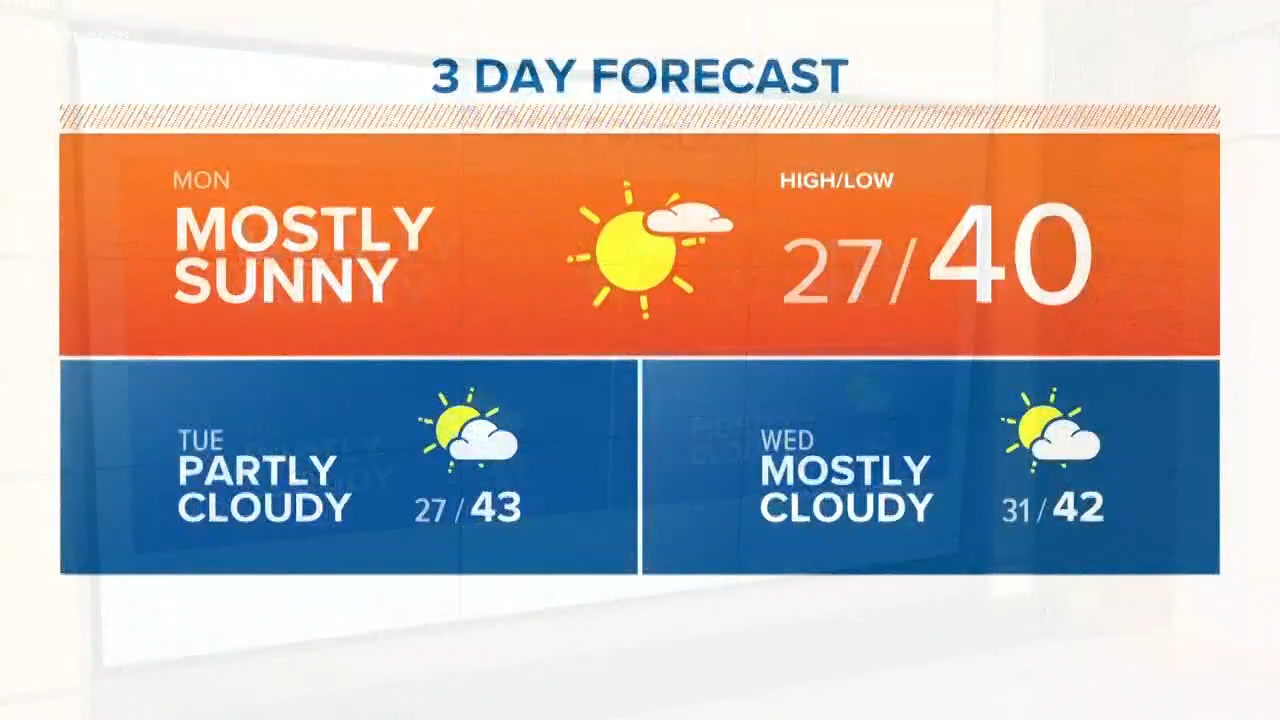 3 DAY FORECAST
MON
MOSTLY
SUNNY
HIGH/LOW
27/40
TUE
PARTLY
CLOUDY
27/43
WED
MOSTLY
CLOUDY
31/42